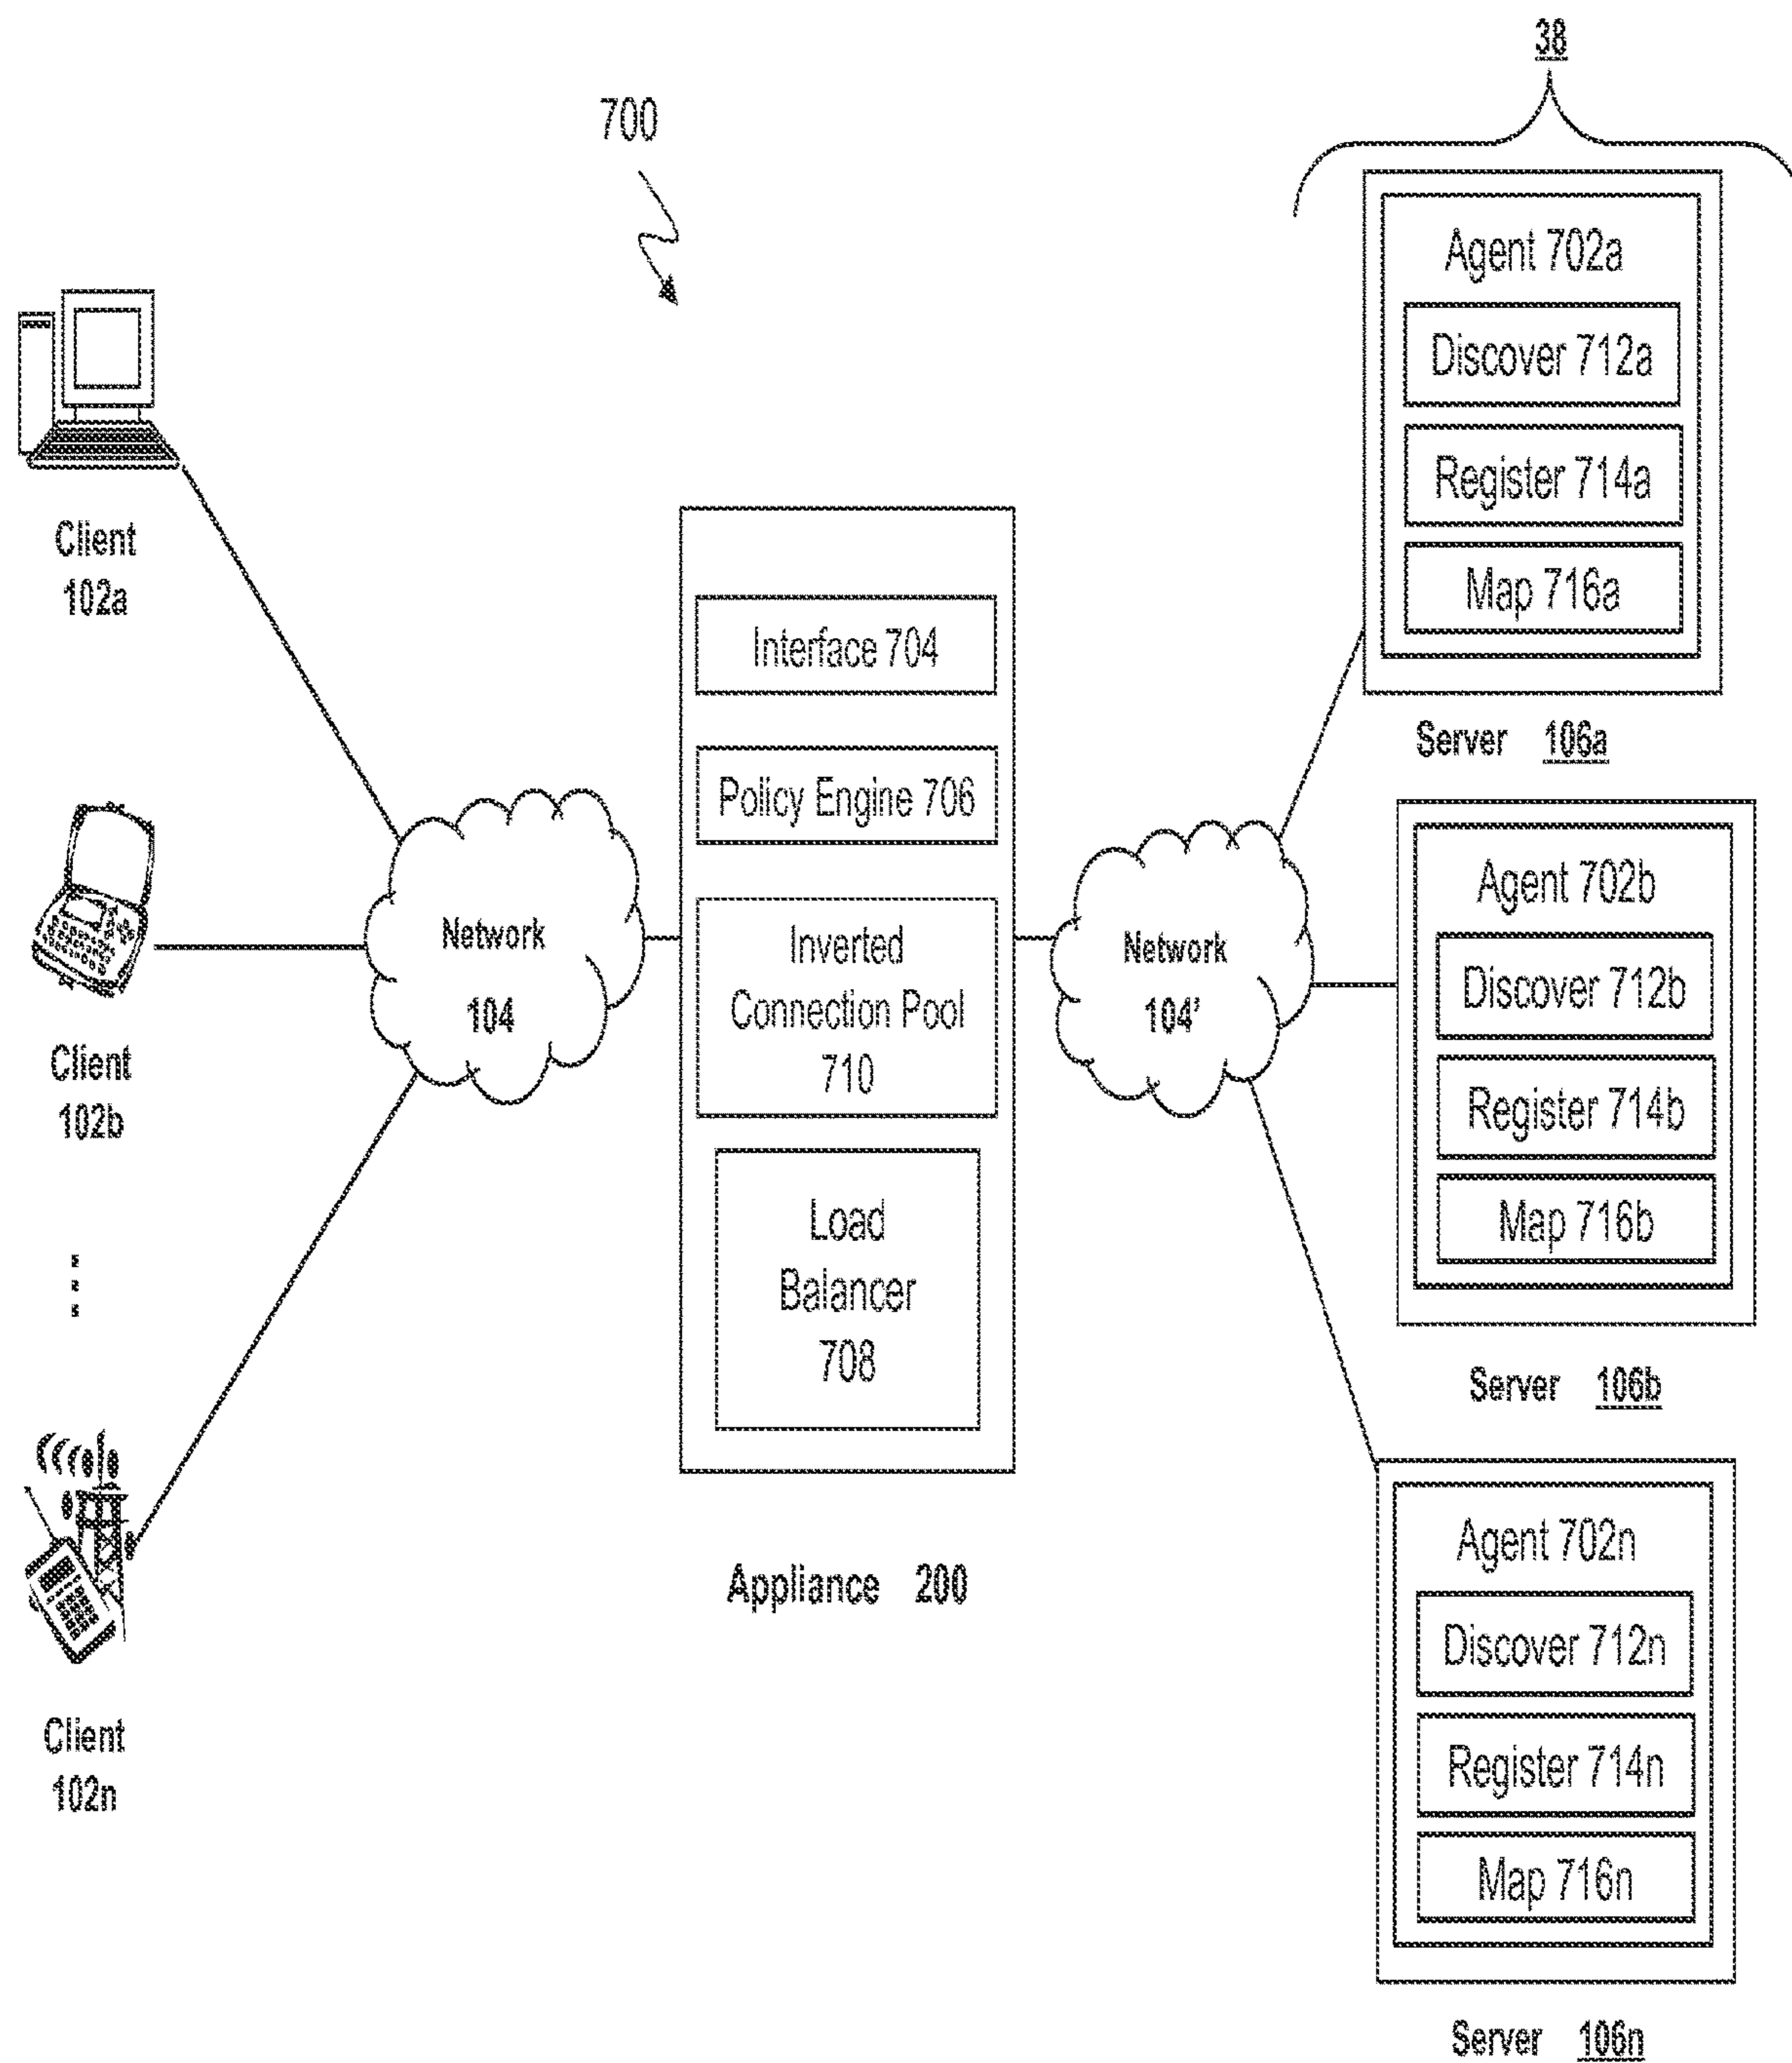 38
700
Client
102a
Client
102b
Client
102n
Network
104
Interface 704
Policy Engine 706
Inverted
Connection Pool
710
Load
Balancer
708
Appliance 200
Network
104'
Agent 702a
Discover 712a
Register 714a
Map 716a
Server 106a
Agent 702b
Discover 712b
Register 714b
Map 716b
Server 106b
Agent 702n
Discover 712n
Register 714n
Map 716n
Server 106n